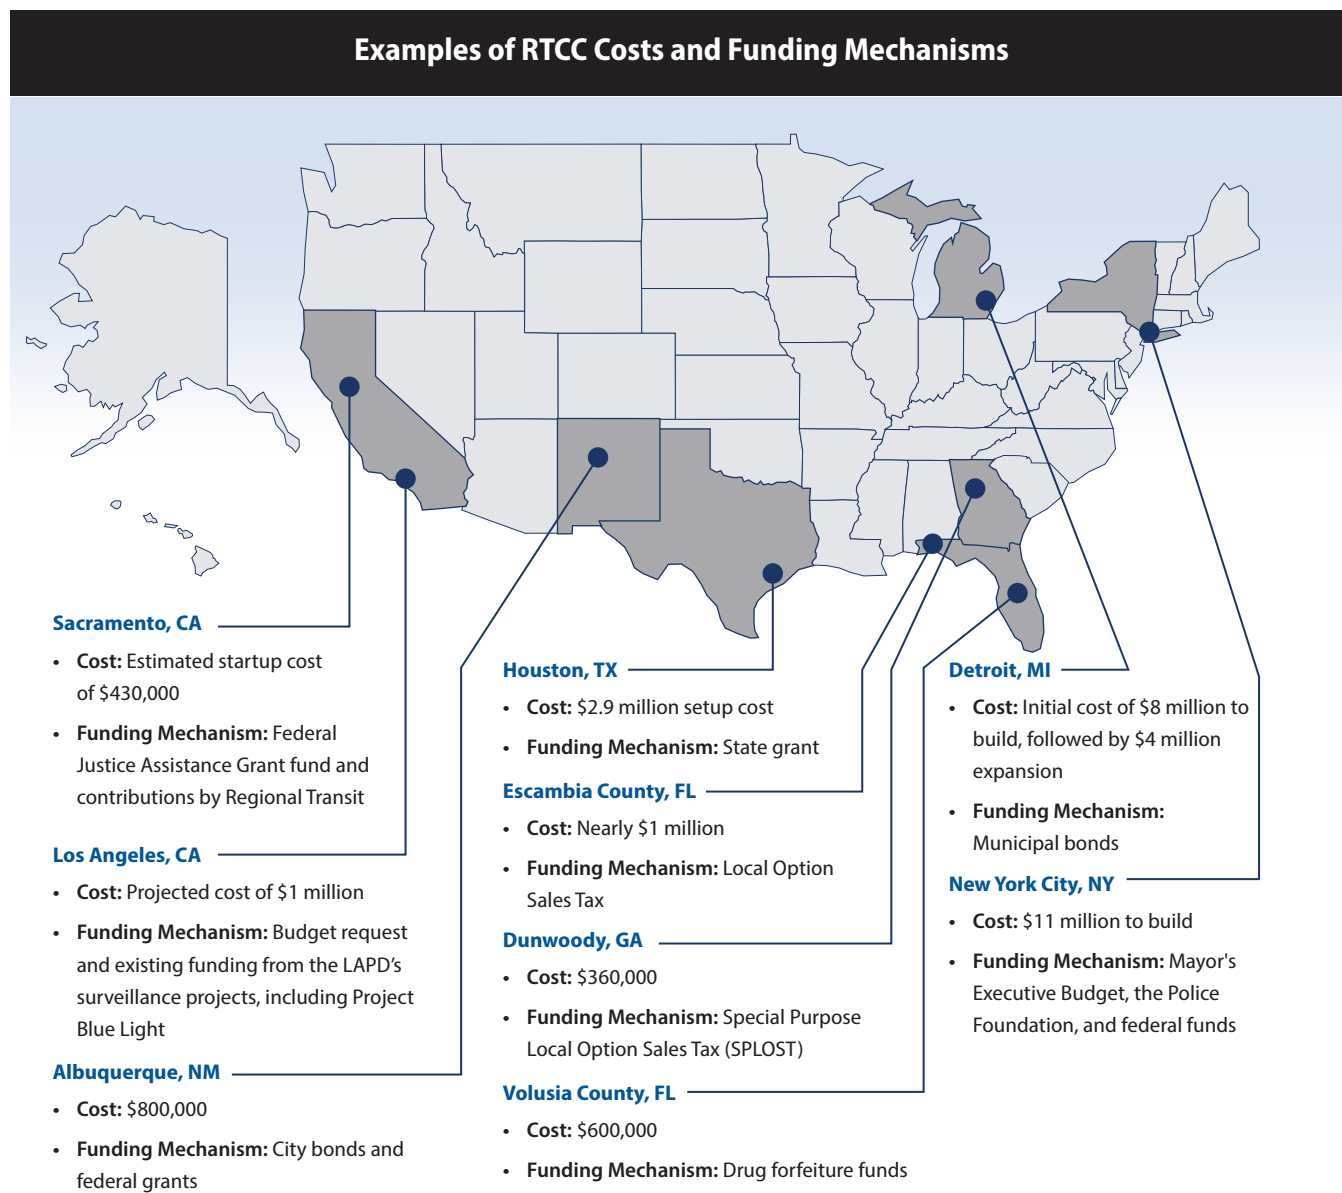 Examples of RTCC Costs and Funding Mechanisms
Sacramento, CA
• Cost: Estimated startup cost
of $430,000
• Funding Mechanism: Federal
Justice Assistance Grant fund and
contributions by Regional Transit
Los Angeles, CA
• Cost: Projected cost of $1 million
• Funding Mechanism: Budget request
and existing funding from the LAPD’s
surveillance projects, including Project
Blue Light
Albuquerque, NM
• Cost: $800,000
• Funding Mechanism: City bonds and
federal grants
Houston, TX
• Cost: $2.9 million setup cost
• Funding Mechanism: State grant
Escambia County, FL
• Cost: Nearly $1 million
• Funding Mechanism: Local Option
Sales Tax
Dunwoody, GA
• Cost: $360,000
• Funding Mechanism: Special Purpose
Local Option Sales Tax (SPLOST)
Volusia County, FL
• Cost: $600,000
• Funding Mechanism: Drug forfeiture funds
Detroit, MI
• Cost: Initial cost of $8 million to
build, followed by $4 million
expansion
• Funding Mechanism:
Municipal bonds
New York City, NY
• Cost: $11 million to build
• Funding Mechanism: Mayor's
Executive Budget, the Police
Foundation, and federal funds